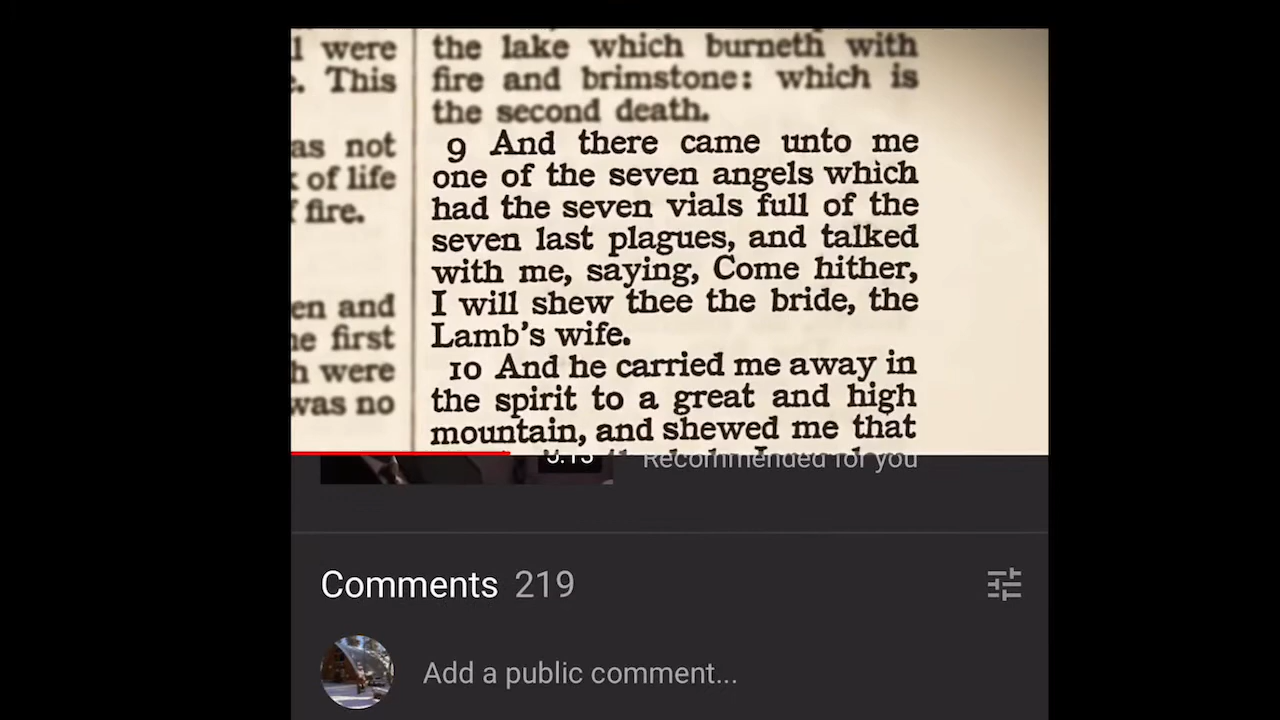 l were
. This
as not
of life
fire.
en and
e first
h were
was no
the lake which burneth with
fire and brimstone: which is
the second death.
9 And there came unto me
one of the seven angels which
had the seven vials full of the
seven last plagues, and talked
with me, saying, Come hither,
I will shew thee the bride, the
Lamb's wife.
10 And he carried me away in
the spirit to a great and high
mountain, and shewed me that
Recommended for you
Comments 219
Add a public comment...